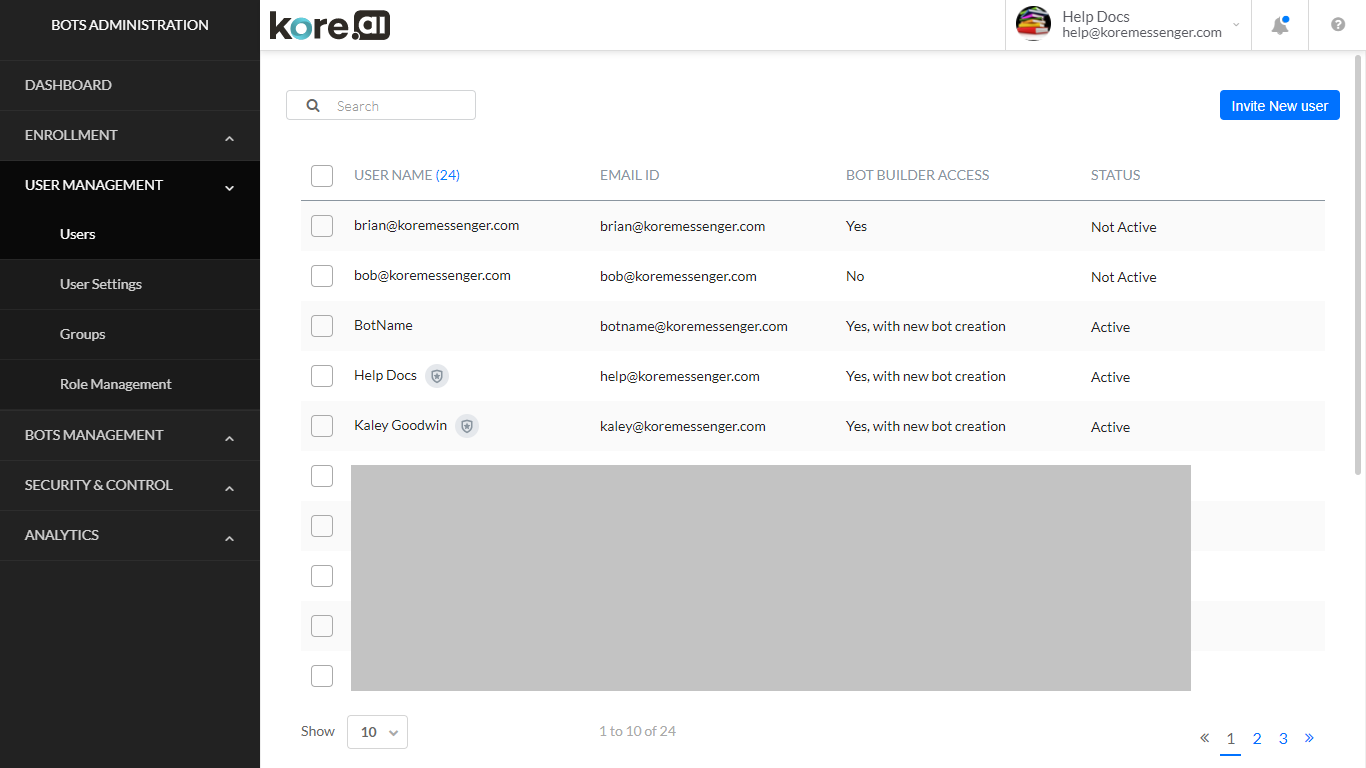 BOTS ADMINISTRATION
kore.ai
Help Docs
help@koremessenger.com
DASHBOARD
ENROLLMENT
USER MANAGEMENT
Users
User Settings
Groups
Role Management
BOTS MANAGEMENT
SECURITY & CONTROL
ANALYTICS
Search
Invite New user
USER NAME (24) EMAIL ID BOT BUILDER ACCESS STATUS
brian@koremessenger.com brian@koremessenger.com Yes Not Active
bob@koremessenger.com bob@koremessenger.com No Not Active
BotName botname@koremessenger.com Yes, with new bot creation Active
Help Docs help@koremessenger.com Yes, with new bot creation Active
Kaley Goodwin kaley@koremessenger.com Yes, with new bot creation Active
Show 10 1 to 10 of 24 « 1 2 3 »